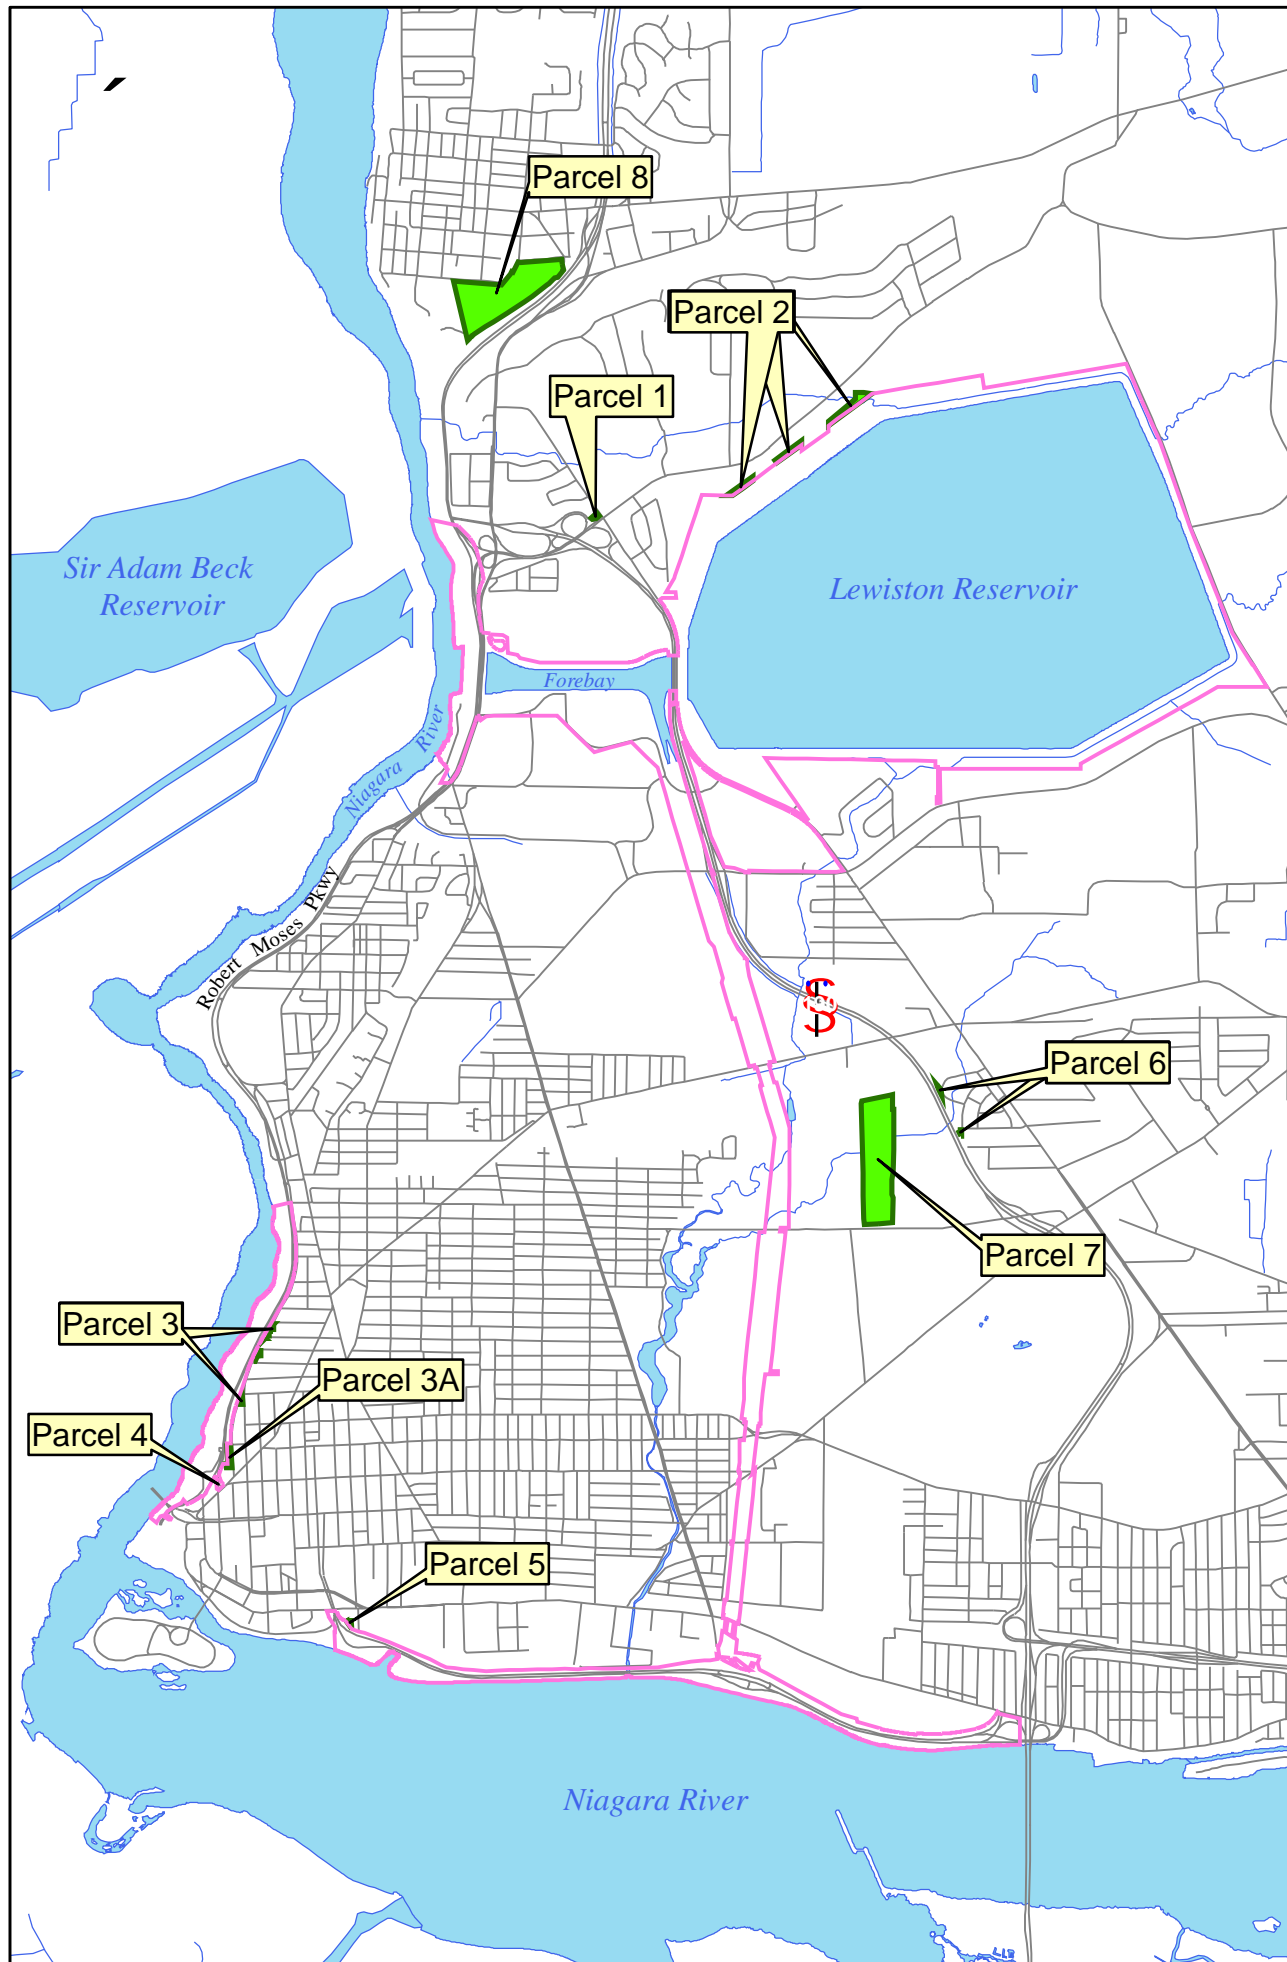 Parcel 8
Parcel 2
Parcel 1
Sir Adam Beck
Reservoir
Lewiston Reservoir
Forebay
Niagara River
Robert Moses Pkwy
Parcel 6
Parcel 7
Parcel 3
Parcel 3A
Parcel 4
Parcel 5
Niagara River